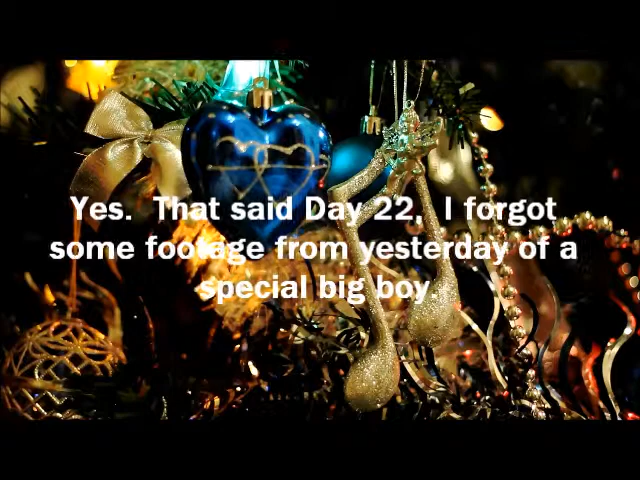 Yes.  That said Day 22,  I forgot
some footage from yesterday of a
special big boy.